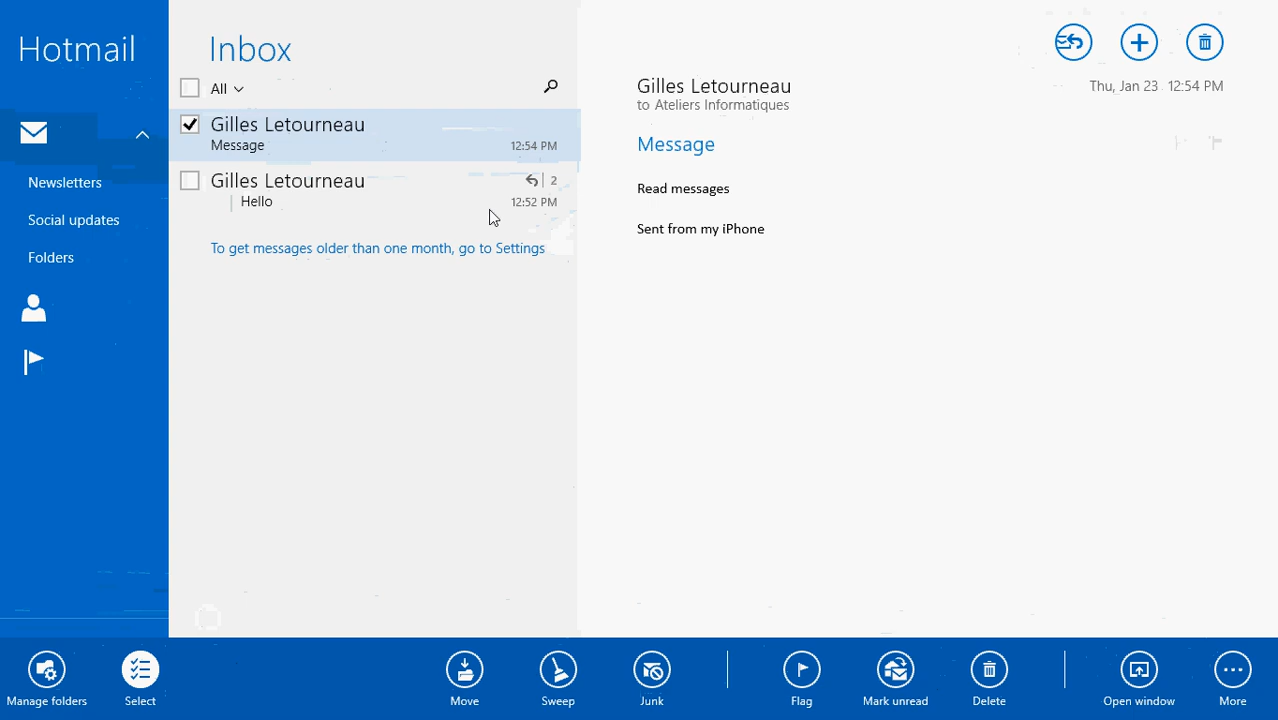 Hotmail
Newsletters
Social updates
Folders
Inbox
All
Gilles Letourneau
Message
12:54 PM
Gilles Letourneau
2
Hello
12:52 PM
To get messages older than one month, go to Settings
Gilles Letourneau
Thu, Jan 23 12:54 PM
to Ateliers Informatiques
Message
Read messages
Sent from my iPhone
Manage folders
Select
Move
Sweep
Junk
Flag
Mark unread
Delete
Open window
More